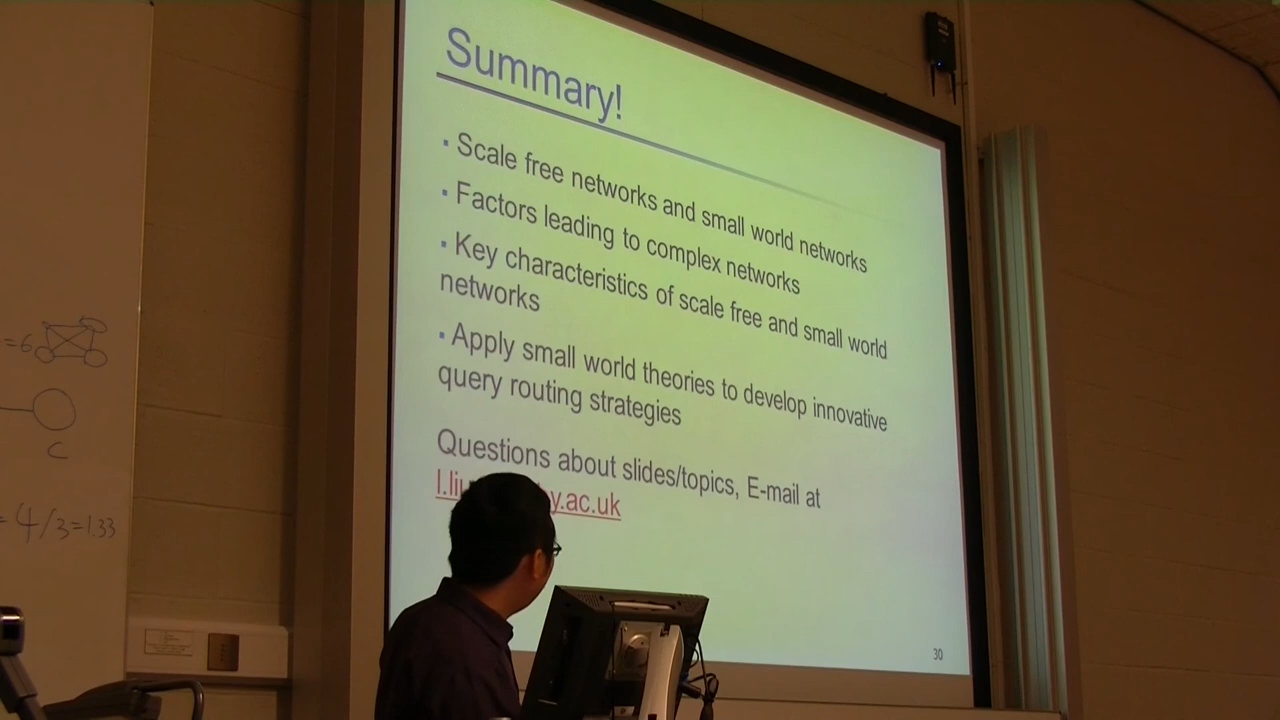 Summary!
▪ Scale free networks and small world networks
▪ Factors leading to complex networks
▪ Key characteristics of scale free and small world
networks
▪ Apply small world theories to develop innovative
query routing strategies
Questions about slides/topics, E-mail at
l.li y.ac.uk
30
=6
C
= 4/3=1.33